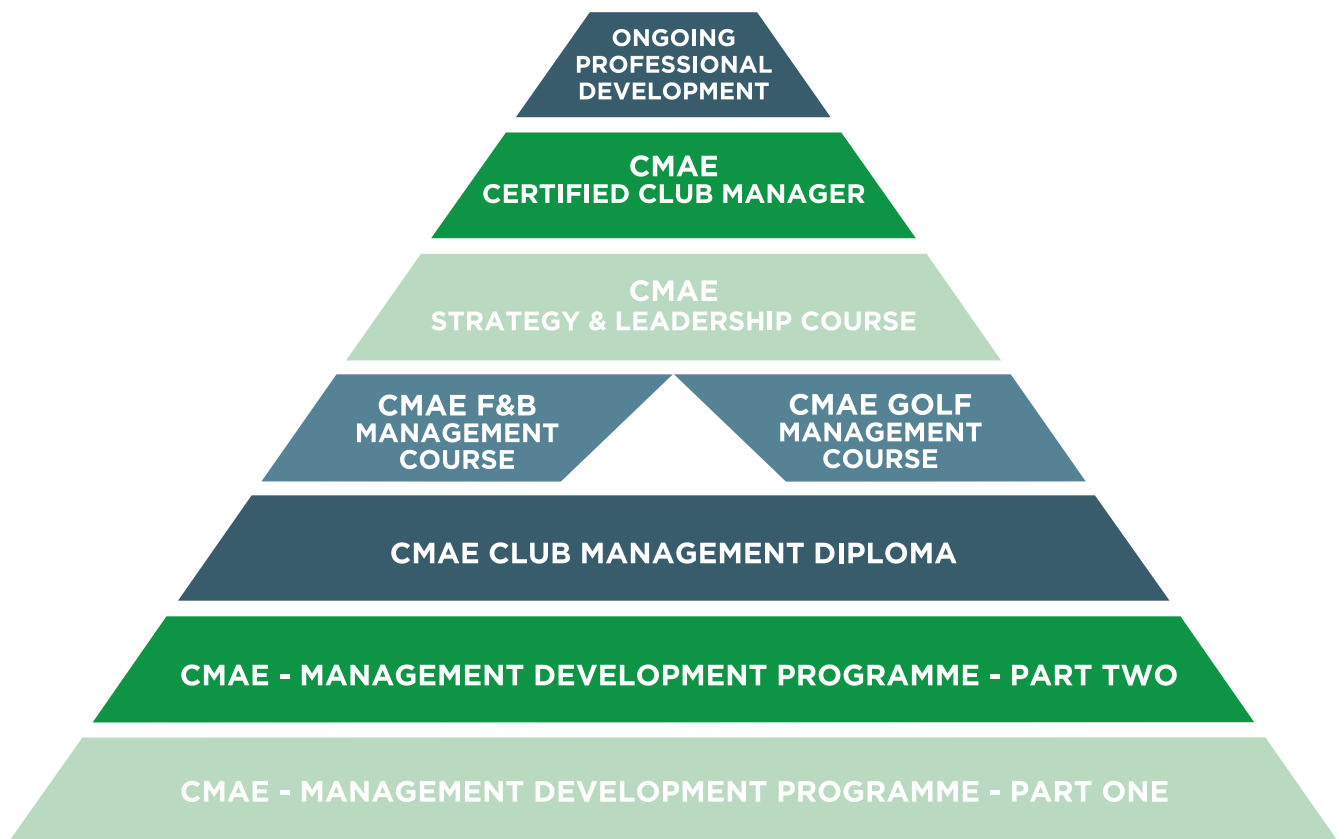 ONGOING
PROFESSIONAL
DEVELOPMENT
CMAE
CERTIFIED CLUB MANAGER
CMAE
STRATEGY & LEADERSHIP COURSE
CMAE F&B
MANAGEMENT
COURSE
CMAE GOLF
MANAGEMENT
COURSE
CMAE CLUB MANAGEMENT DIPLOMA
CMAE - MANAGEMENT DEVELOPMENT PROGRAMME - PART TWO
CMAE - MANAGEMENT DEVELOPMENT PROGRAMME - PART ONE